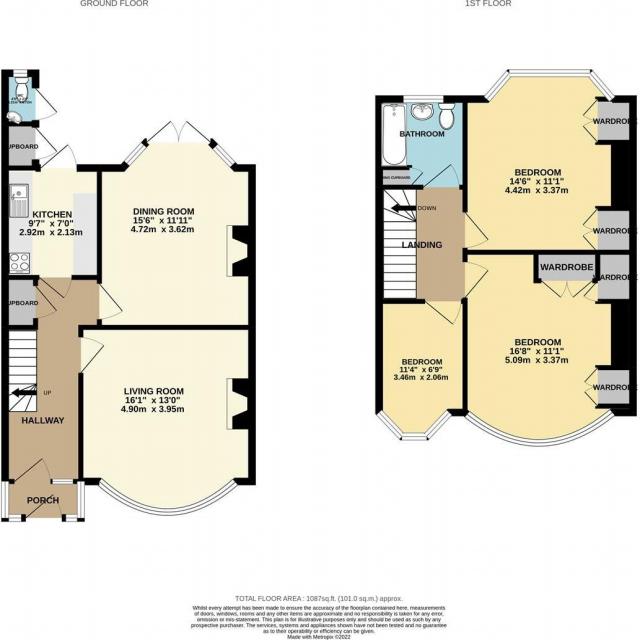 GROUND FLOOR
1ST FLOOR
UPBOARD
KITCHEN
9'7" x 7'0"
2.92m x 2.13m
DINING ROOM
15'6" x 11'11"
4.72m x 3.62m
UPBOARD
UP
HALLWAY
LIVING ROOM
16'1" x 13'0"
4.90m x 3.95m
PORCH
BATHROOM
WARDROBE
BEDROOM
14'6" x 11'1"
4.42m x 3.37m
DOWN
LANDING
WARDROBE
WARDROBE
WARDROBE
BEDROOM
16'8" x 11'1"
5.09m x 3.37m
BEDROOM
11'4" x 6'9"
3.46m x 2.06m
WARDROBE
TOTAL FLOOR AREA : 1087sq.ft. (101.0 sq.m.) approx.
Whilst every attempt has been made to ensure the accuracy of the floorplan contained here, measurements
of doors, windows, rooms and any other items are approximate and no responsibility is taken for any error,
omission or mis-statement. This plan is for illustrative purposes only and should be used as such by any
prospective purchaser. The services, systems and appliances shown have not been tested and no guarantee
as to their operability or efficiency can be given.
Made with Metropix ©2022